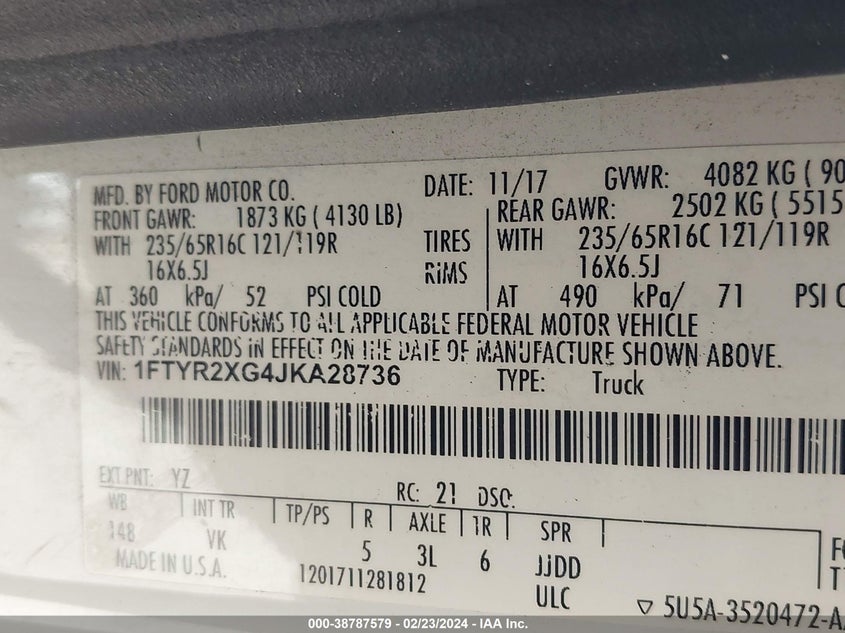 MFD. BY FORD MOTOR CO. DATE: 11/17 GVWR: 4082 KG ( 90
FRONT GAWR: 1873 KG ( 4130 LB) REAR GAWR: 2502 KG ( 5515
WITH 235/65R16C 121/119R TIRES WITH 235/65R16C 121/119R
16X6.5J RIMS 16X6.5J
AT 360 kPa/ 52 PSI COLD AT 490 kPa/ 71 PSI C
THIS VEHICLE CONFORMS TO ALL APPLICABLE FEDERAL MOTOR VEHICLE
SAFETY STANDARDS IN EFFECT ON THE DATE OF MANUFACTURE SHOWN ABOVE.
VIN: 1FTYR2XG4JKA28736 TYPE: Truck
EXT PNT: YZ RC: 21 DSO:
WB INT TR TP/PS R AXLE TR SPR
148 VK 5 3L 6 JJDD
MADE IN U.S.A. 1201711281812 ULC
▽ 5U5A-3520472-A
000-38787579 - 02/23/2024 - IAA Inc.